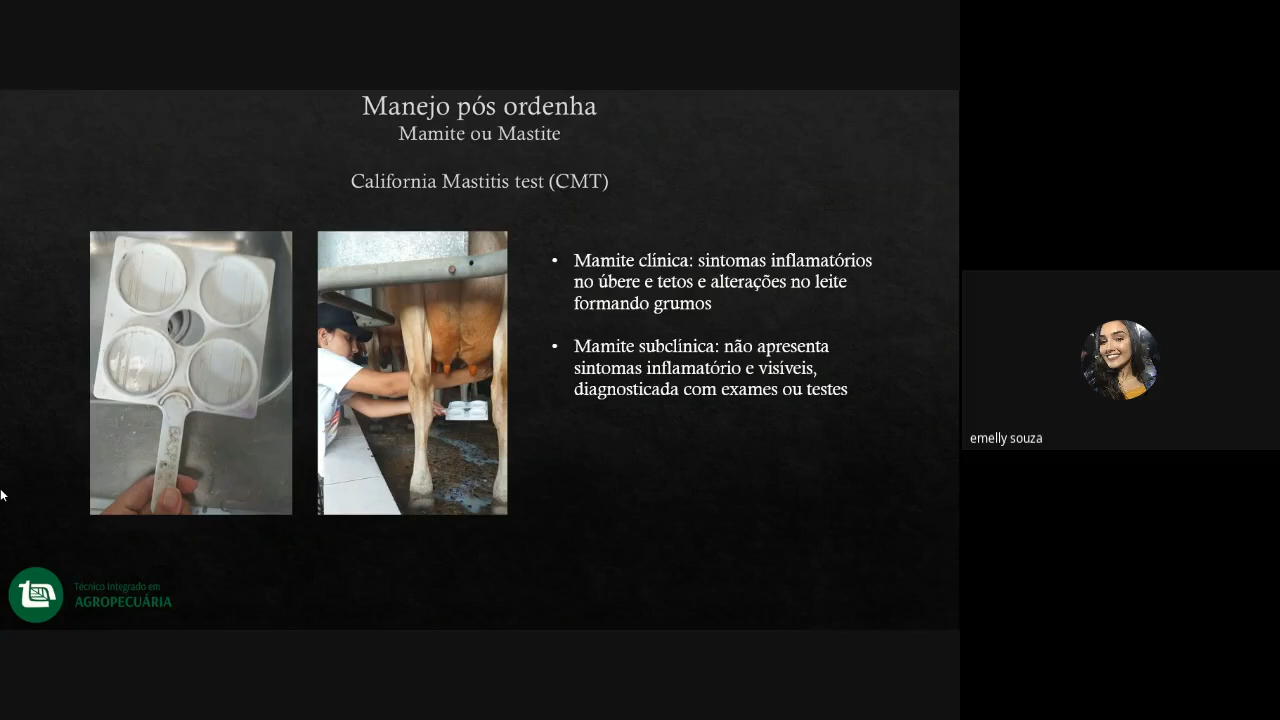 Manejo pós ordenha
Mamite ou Mastite
California Mastitis test (CMT)
• Mamite clínica: sintomas inflamatórios
no úbere e tetos e alterações no leite
formando grumos
• Mamite subclínica: não apresenta
sintomas inflamatório e visíveis,
diagnosticada com exames ou testes
emelly souza
Técnico Integrado em
AGROPECUÁRIA